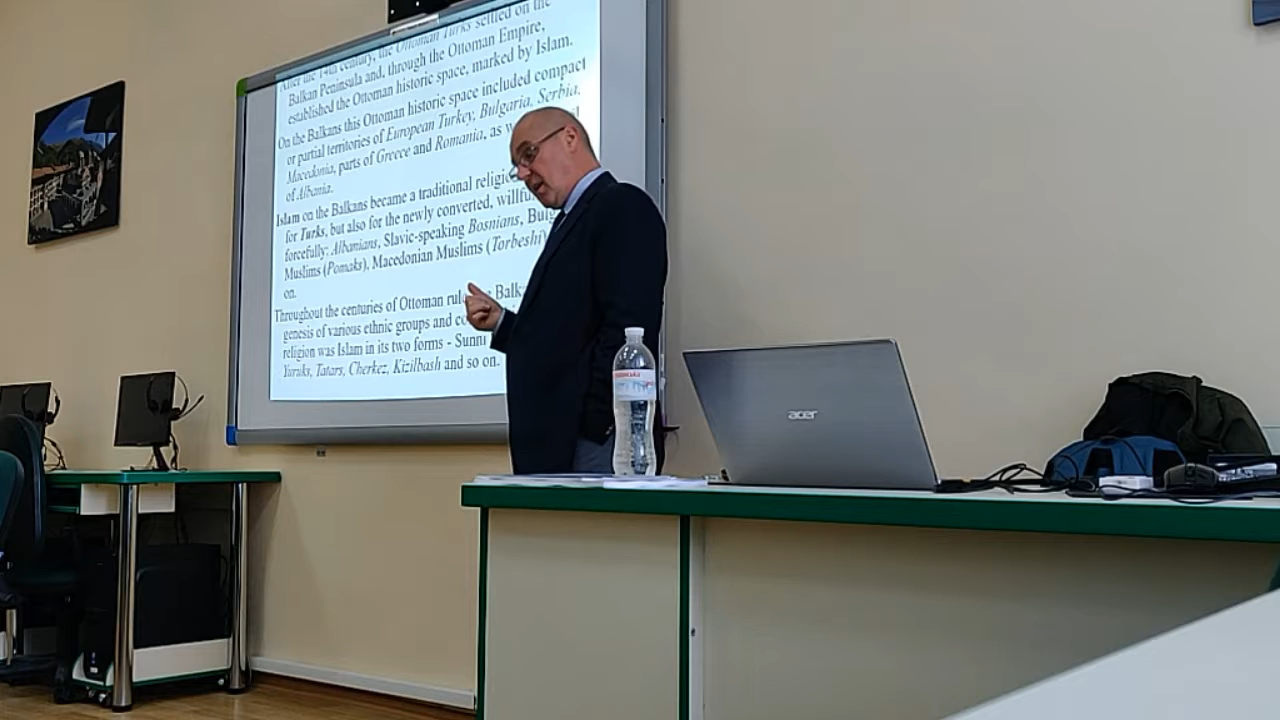 After the 14th century, the Ottoman Turks settled on the
Balkan Peninsula and, through the Ottoman Empire,
established the Ottoman historic space, marked by Islam.
On the Balkans this Ottoman historic space included compact
or partial territories of European Turkey, Bulgaria, Serbia,
Macedonia, parts of Greece and Romania, as
of Albania.
Islam on the Balkans became a traditional
for Turks, but also for the newly converted,
forcefully: Albanians, Slavic-speaking Bosnians,
Muslims (Pomaks), Macedonian Muslims (Torbeshi)
on.
Throughout the centuries of Ottoman
genesis of various ethnic groups and
religion was Islam in its two forms - Sunni
Yuruks, Tatars, Cherkez, Kizilbash and so on.
acer